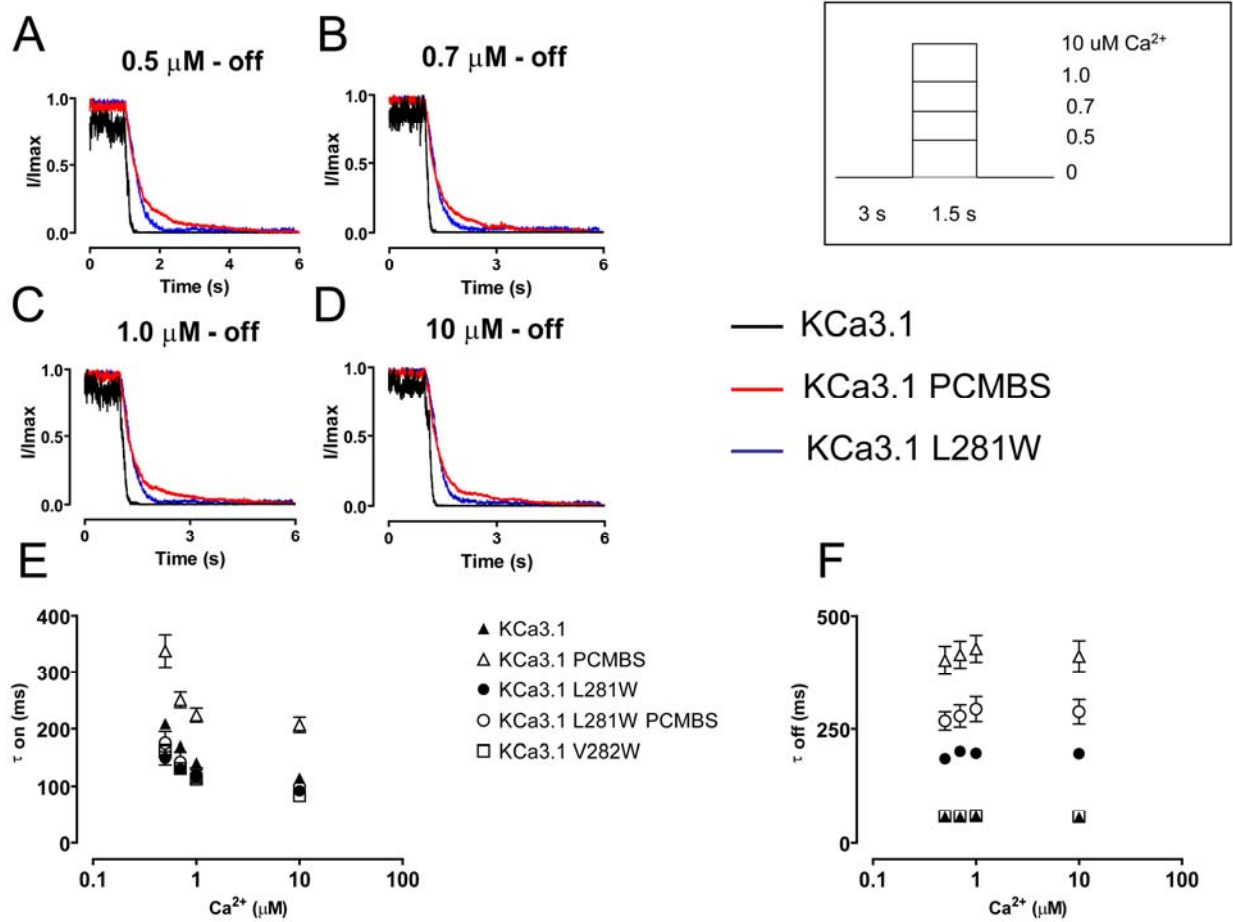 A
0.5 μM - off
I/Imax
1.0
0.5
0.0
0 2 4 6
Time (s)
B
0.7 μM - off
I/Imax
1.0
0.5
0.0
0 3 6
Time (s)
10 uM Ca²⁺
1.0
0.7
0.5
0
3 s 1.5 s
C
1.0 μM - off
I/Imax
1.0
0.5
0.0
0 3 6
Time (s)
D
10 μM - off
I/Imax
1.0
0.5
0.0
0 3 6
Time (s)
KCa3.1
KCa3.1 PCMBS
KCa3.1 L281W
E
τ on (ms)
400
300
200
100
0
0.1 1 10 100
Ca²⁺ (μM)
KCa3.1
KCa3.1 PCMBS
KCa3.1 L281W
KCa3.1 L281W PCMBS
KCa3.1 V282W
F
τ off (ms)
500
250
0
0.1 1 10 100
Ca²⁺ (μM)